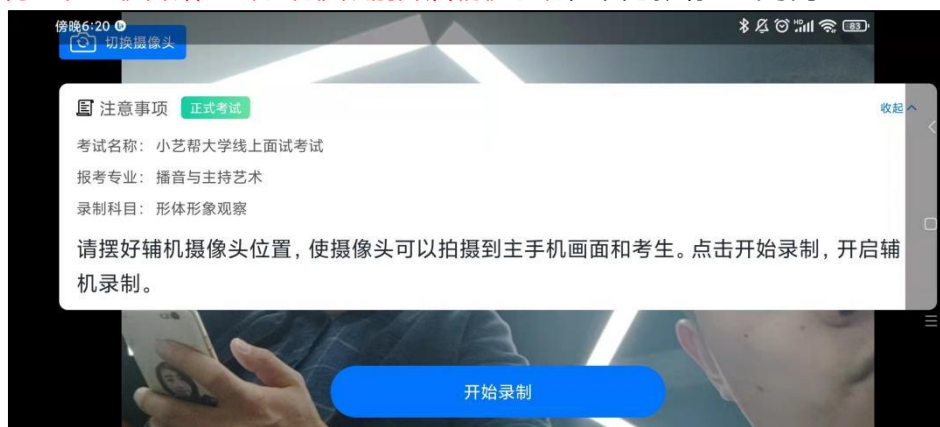 傍晚6:20
83
切换摄像头
注意事项 正式考试 收起
考试名称：小艺帮大学线上面试考试
报考专业：播音与主持艺术
录制科目：形体形象观察
请摆好辅机摄像头位置，使摄像头可以拍摄到主手机画面和考生。点击开始录制，开启辅
机录制。
开始录制